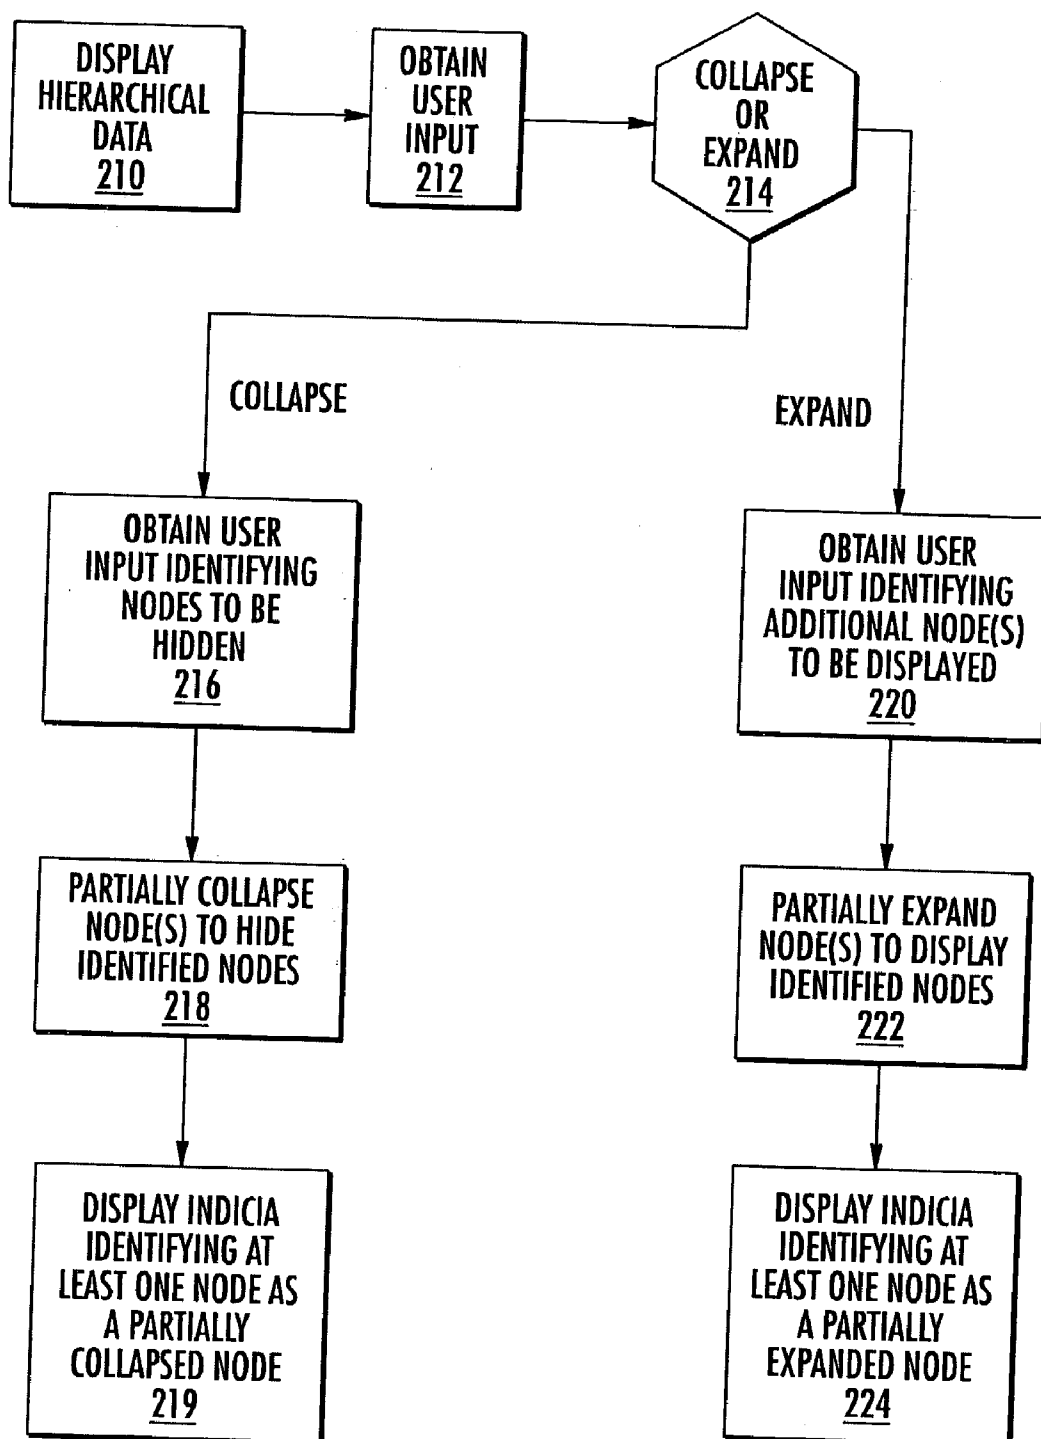 DISPLAY
HIERARCHICAL
DATA
210
OBTAIN
USER
INPUT
212
COLLAPSE
OR
EXPAND
214
COLLAPSE
EXPAND
OBTAIN USER
INPUT IDENTIFYING
NODES TO BE
HIDDEN
216
OBTAIN USER
INPUT IDENTIFYING
ADDITIONAL NODE(S)
TO BE DISPLAYED
220
PARTIALLY COLLAPSE
NODE(S) TO HIDE
IDENTIFIED NODES
218
PARTIALLY EXPAND
NODE(S) TO DISPLAY
IDENTIFIED NODES
222
DISPLAY INDICIA
IDENTIFYING AT
LEAST ONE NODE AS
A PARTIALLY
COLLAPSED NODE
219
DISPLAY INDICIA
IDENTIFYING AT
LEAST ONE NODE AS
A PARTIALLY
EXPANDED NODE
224